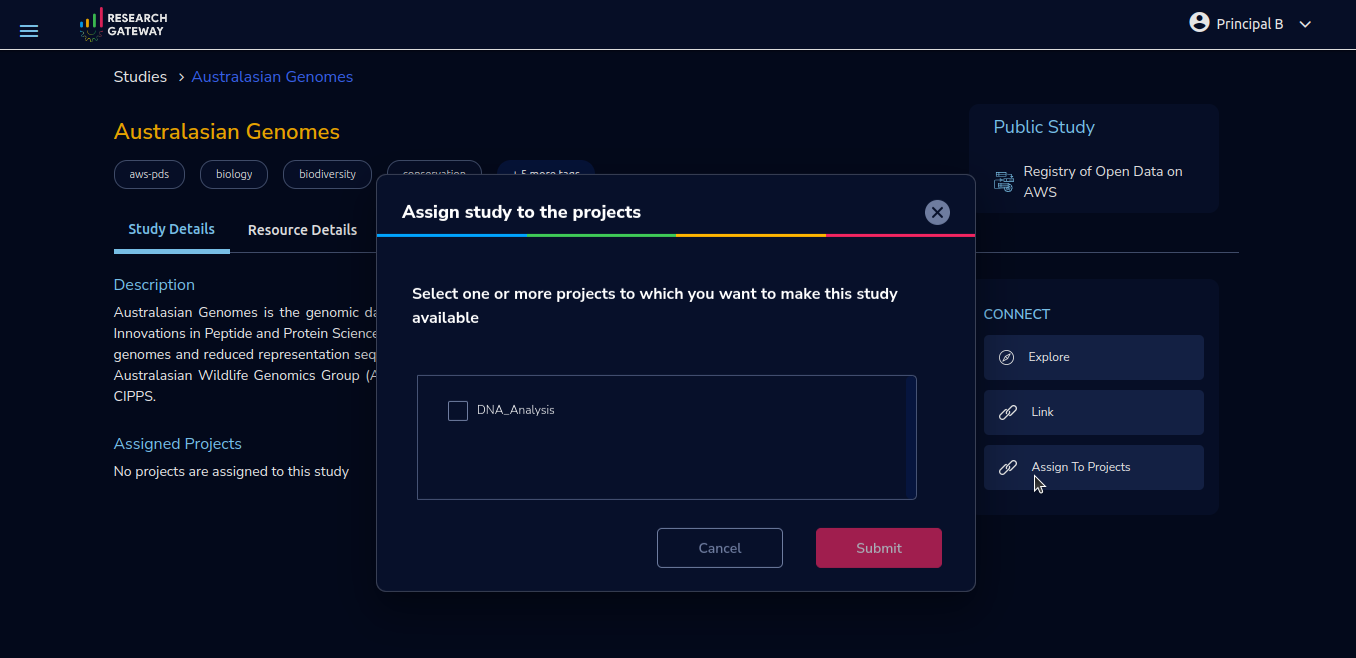 RESEARCH
GATEWAY
Principal B
Studies > Australasian Genomes
Australasian Genomes
aws-pds
biology
biodiversity
conservation
+ 5 more tags
Public Study
Registry of Open Data on
AWS
Study Details
Resource Details
Description
Australasian Genomes is the genomic da
Innovations in Peptide and Protein Science
genomes and reduced representation seq
Australasian Wildlife Genomics Group (A
CIPPS.
Assigned Projects
No projects are assigned to this study
Assign study to the projects
Select one or more projects to which you want to make this study
available
DNA_Analysis
Cancel
Submit
CONNECT
Explore
Link
Assign To Projects